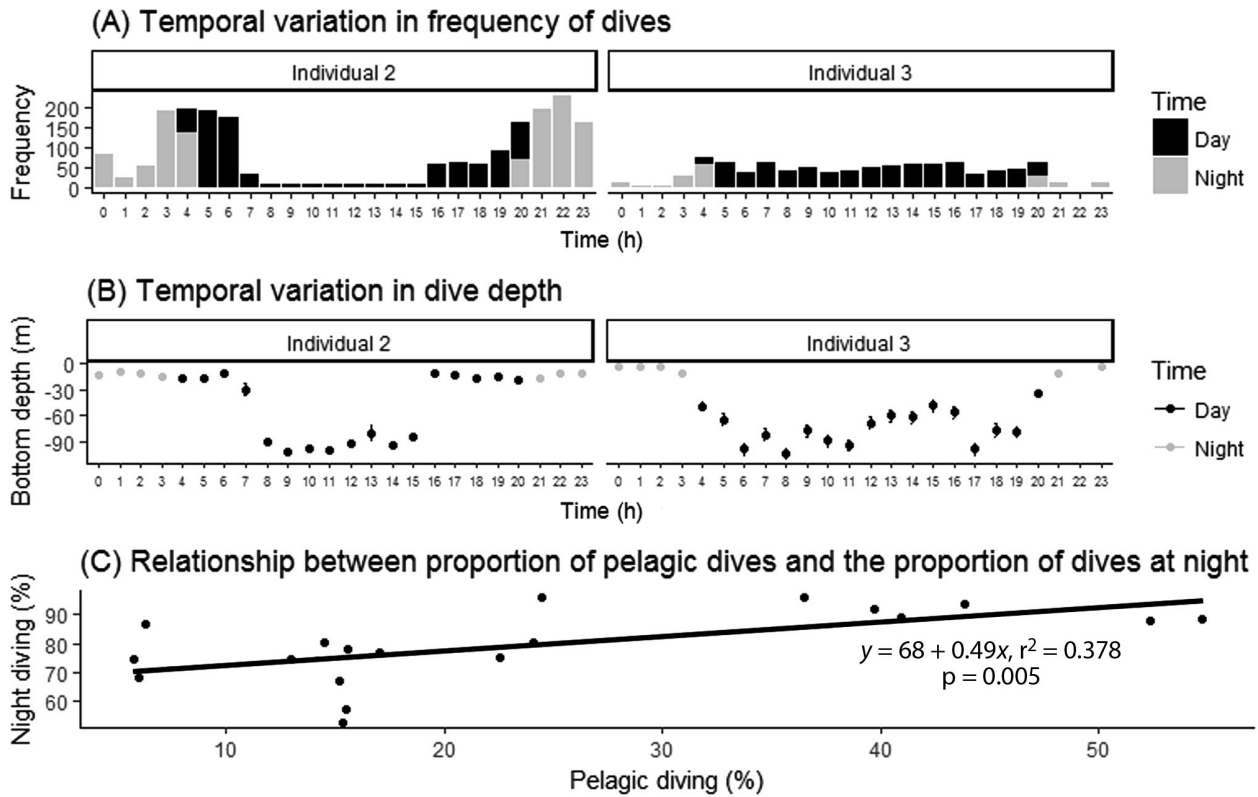 (A) Temporal variation in frequency of dives
Individual 2
Individual 3
Frequency
200
150
100
50
0
0 1 2 3 4 5 6 7 8 9 10 11 12 13 14 15 16 17 18 19 20 21 22 23
0 1 2 3 4 5 6 7 8 9 10 11 12 13 14 15 16 17 18 19 20 21 22 23
Time (h)
Time
Day
Night
(B) Temporal variation in dive depth
Individual 2
Individual 3
Bottom depth (m)
0
-30
-60
-90
0 1 2 3 4 5 6 7 8 9 10 11 12 13 14 15 16 17 18 19 20 21 22 23
0 1 2 3 4 5 6 7 8 9 10 11 12 13 14 15 16 17 18 19 20 21 22 23
Time (h)
Time
Day
Night
(C) Relationship between proportion of pelagic dives and the proportion of dives at night
Night diving (%)
90
80
70
60
y = 68 + 0.49x, r² = 0.378
p = 0.005
10 20 30 40 50
Pelagic diving (%)